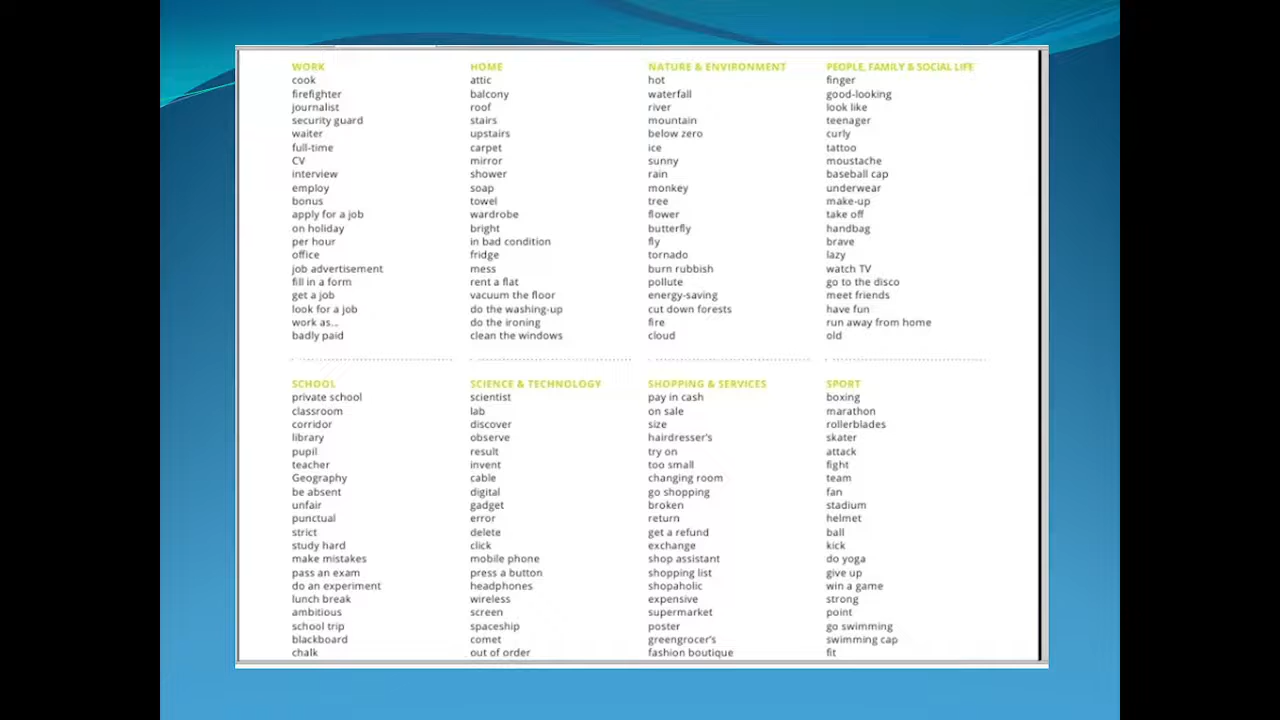 WORK
cook
firefighter
journalist
security guard
waiter
full-time
CV
interview
employ
bonus
apply for a job
on holiday
per hour
office
job advertisement
fill in a form
get a job
look for a job
work as...
badly paid
HOME
attic
balcony
roof
stairs
upstairs
carpet
mirror
shower
soap
towel
wardrobe
bright
in bad condition
fridge
mess
rent a flat
vacuum the floor
do the washing-up
do the ironing
clean the windows
NATURE & ENVIRONMENT
hot
waterfall
river
mountain
below zero
ice
sunny
rain
monkey
tree
flower
butterfly
fly
tornado
burn rubbish
pollute
energy-saving
cut down forests
fire
cloud
PEOPLE, FAMILY & SOCIAL LIFE
finger
good-looking
look like
teenager
curly
tattoo
moustache
baseball cap
underwear
make-up
take off
handbag
brave
lazy
watch TV
go to the disco
meet friends
have fun
run away from home
old
SCHOOL
private school
classroom
corridor
library
pupil
teacher
Geography
be absent
unfair
punctual
strict
study hard
make mistakes
pass an exam
do an experiment
lunch break
ambitious
school trip
blackboard
chalk
SCIENCE & TECHNOLOGY
scientist
lab
discover
observe
result
invent
cable
digital
gadget
error
delete
click
mobile phone
press a button
headphones
wireless
screen
spaceship
comet
out of order
SHOPPING & SERVICES
pay in cash
on sale
size
hairdresser's
try on
too small
changing room
go shopping
broken
return
get a refund
exchange
shop assistant
shopping list
shopaholic
expensive
supermarket
poster
greengrocer's
fashion boutique
SPORT
boxing
marathon
rollerblades
skater
attack
fight
team
fan
stadium
helmet
ball
kick
do yoga
give up
win a game
strong
point
go swimming
swimming cap
fit